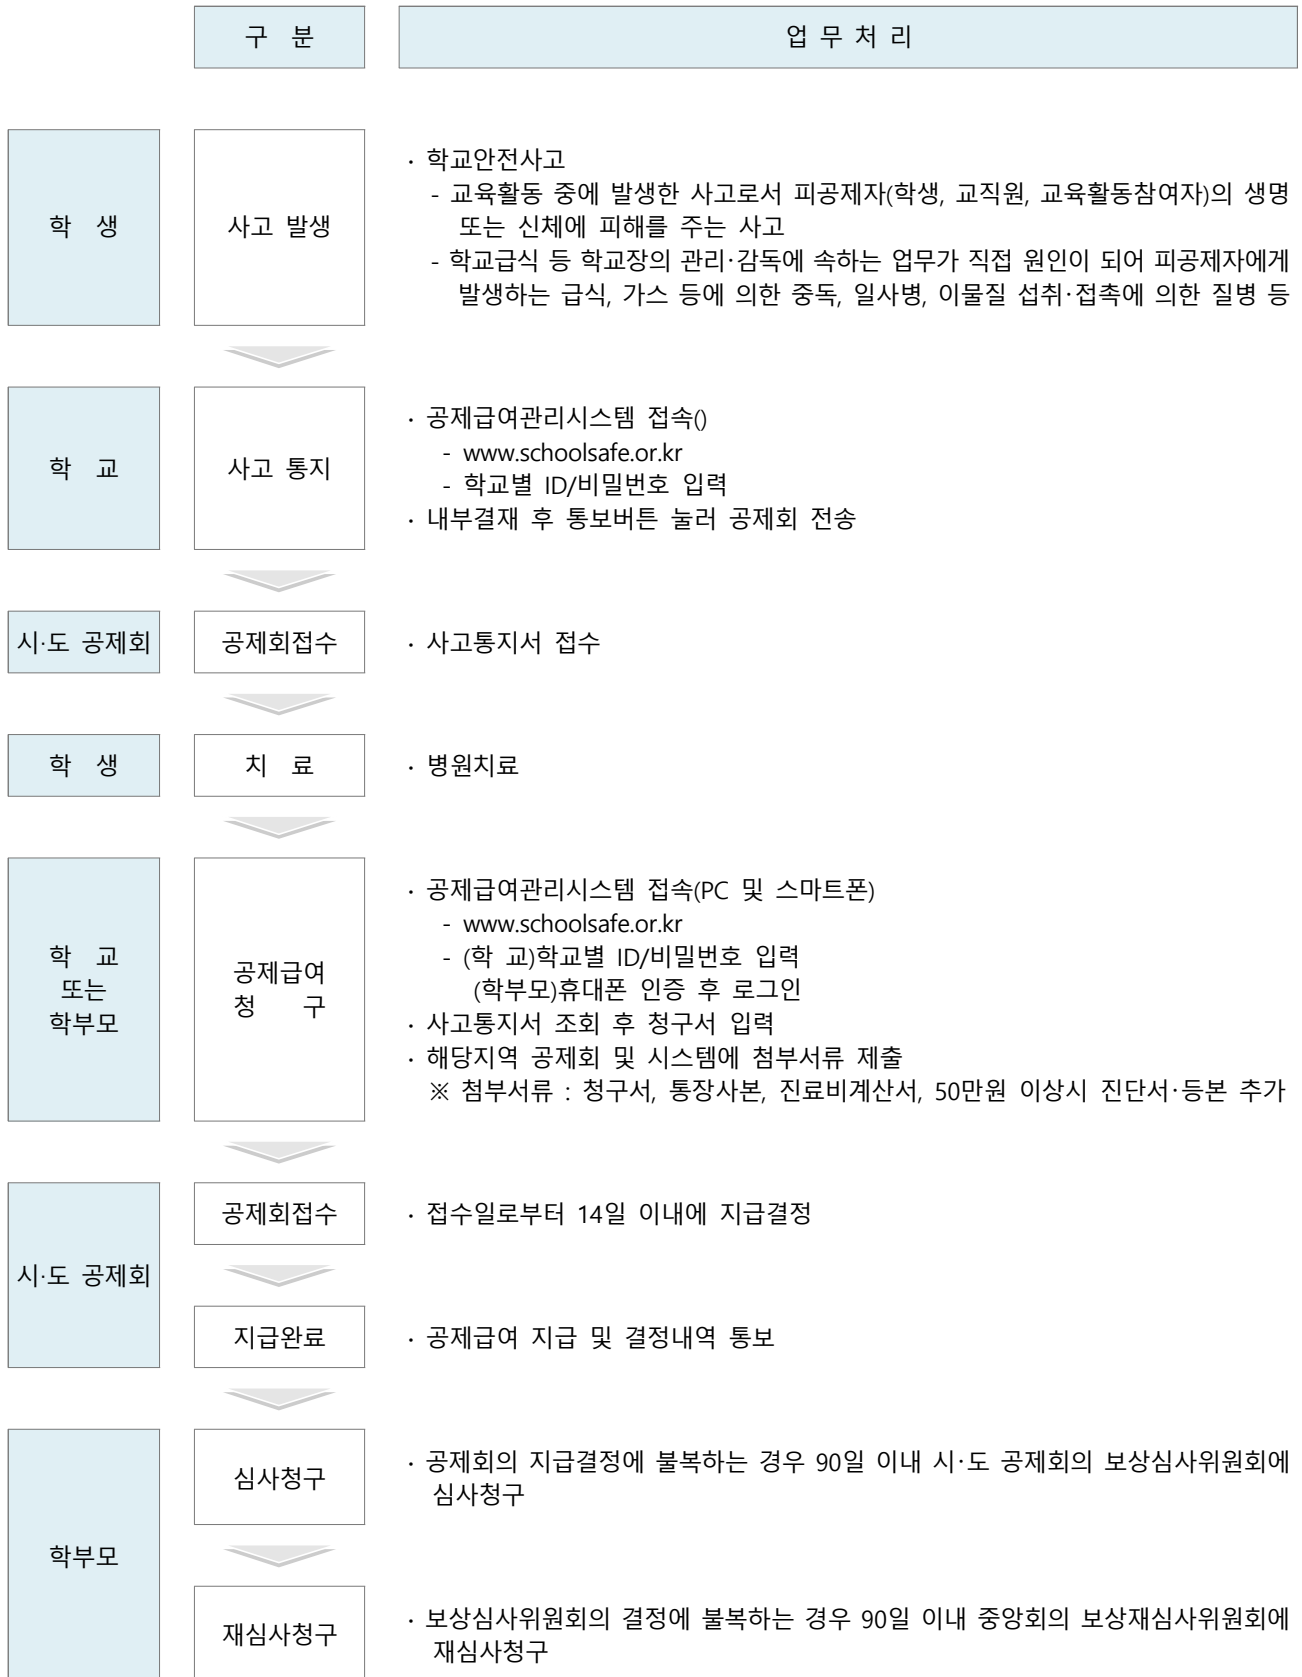 구 분
업 무 처 리
학 생
사고 발생
· 학교안전사고
- 교육활동 중에 발생한 사고로서 피공제자(학생, 교직원, 교육활동참여자)의 생명
또는 신체에 피해를 주는 사고
- 학교급식 등 학교장의 관리·감독에 속하는 업무가 직접 원인이 되어 피공제자에게
발생하는 급식, 가스 등에 의한 중독, 일사병, 이물질 섭취·접촉에 의한 질병 등
학 교
사고 통지
· 공제급여관리시스템 접속()
- www.schoolsafe.or.kr
- 학교별 ID/비밀번호 입력
· 내부결재 후 통보버튼 눌러 공제회 전송
시·도 공제회
공제회접수
· 사고통지서 접수
학 생
치 료
· 병원치료
학 교
또는
학부모
공제급여
청 구
· 공제급여관리시스템 접속(PC 및 스마트폰)
- www.schoolsafe.or.kr
- (학 교)학교별 ID/비밀번호 입력
(학부모)휴대폰 인증 후 로그인
· 사고통지서 조회 후 청구서 입력
· 해당지역 공제회 및 시스템에 첨부서류 제출
※ 첨부서류 : 청구서, 통장사본, 진료비계산서, 50만원 이상시 진단서·등본 추가
시·도 공제회
공제회접수
· 접수일로부터 14일 이내에 지급결정
지급완료
· 공제급여 지급 및 결정내역 통보
학부모
심사청구
· 공제회의 지급결정에 불복하는 경우 90일 이내 시·도 공제회의 보상심사위원회에
심사청구
재심사청구
· 보상심사위원회의 결정에 불복하는 경우 90일 이내 중앙회의 보상재심사위원회에
재심사청구